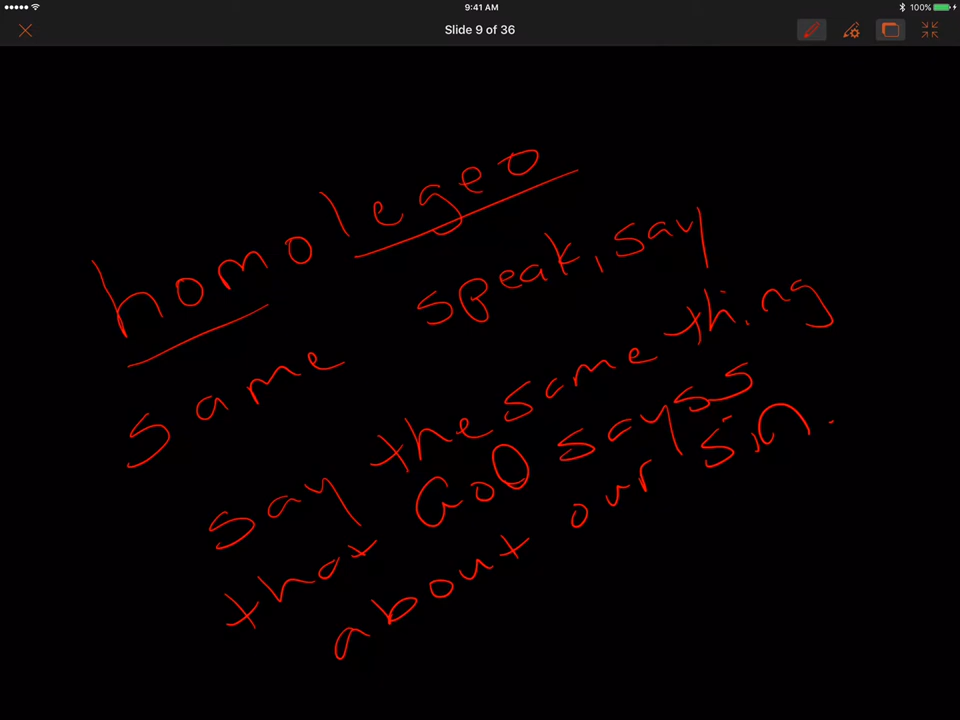 9:41 AM
100%
Slide 9 of 36
homolegeo
same speak, say
say the same thing
that GOD sayss
about our sin.